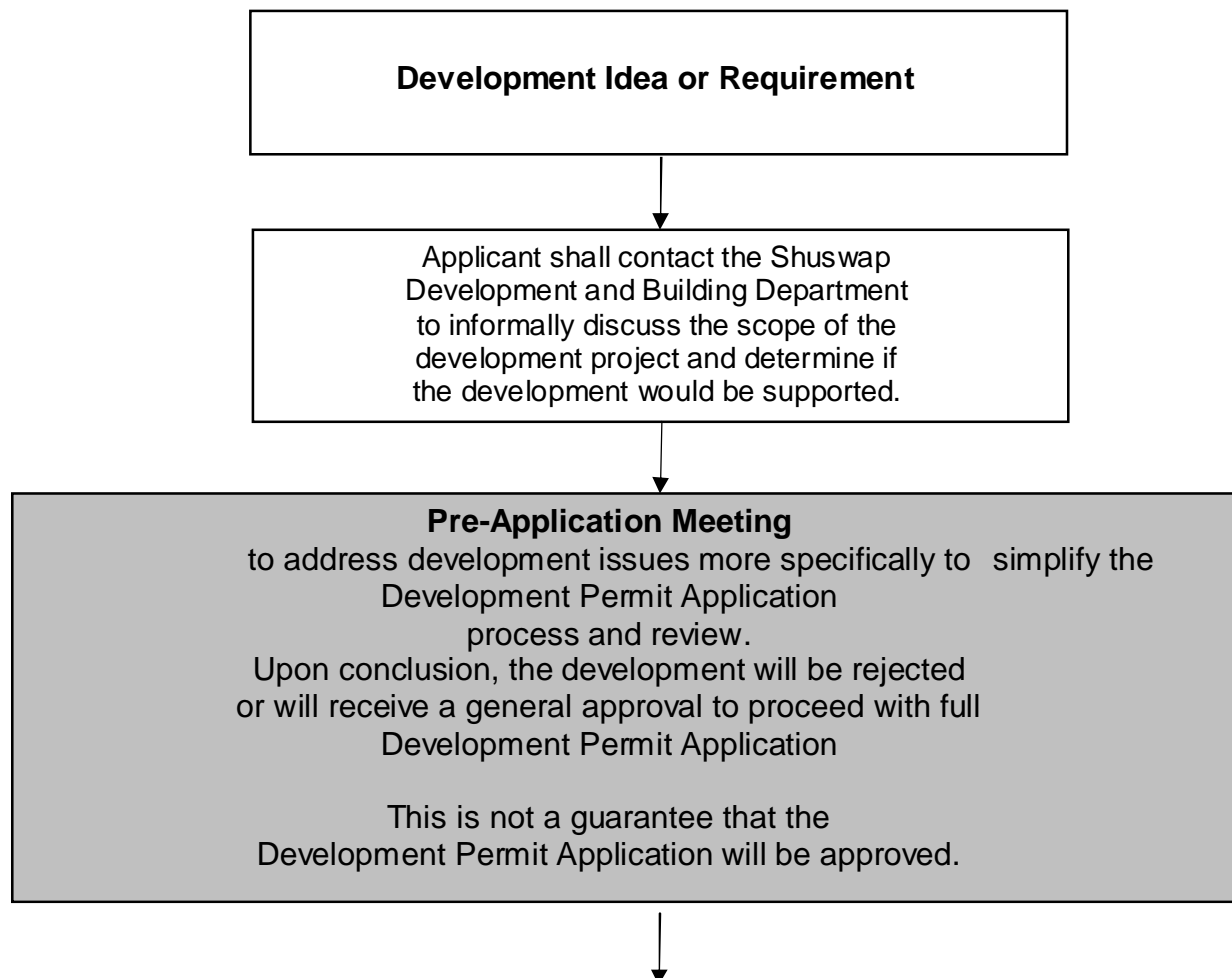 Development Idea or Requirement
Applicant shall contact the Shuswap
Development and Building Department
to informally discuss the scope of the
development project and determine if
the development would be supported.
Pre-Application Meeting
to address development issues more specifically to simplify the
Development Permit Application
process and review.
Upon conclusion, the development will be rejected
or will receive a general approval to proceed with full
Development Permit Application
This is not a guarantee that the
Development Permit Application will be approved.